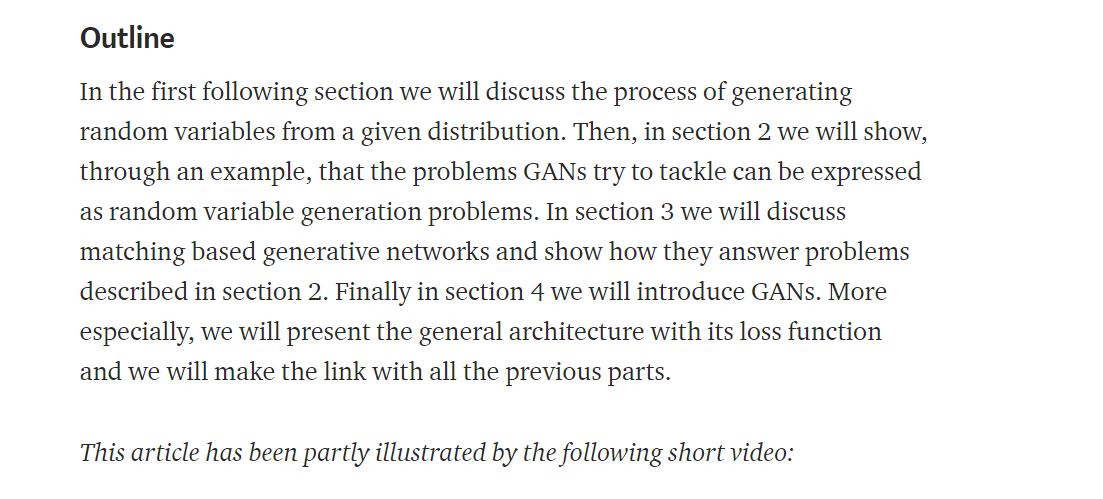 Outline
In the first following section we will discuss the process of generating
random variables from a given distribution. Then, in section 2 we will show,
through an example, that the problems GANs try to tackle can be expressed
as random variable generation problems. In section 3 we will discuss
matching based generative networks and show how they answer problems
described in section 2. Finally in section 4 we will introduce GANs. More
especially, we will present the general architecture with its loss function
and we will make the link with all the previous parts.
This article has been partly illustrated by the following short video: